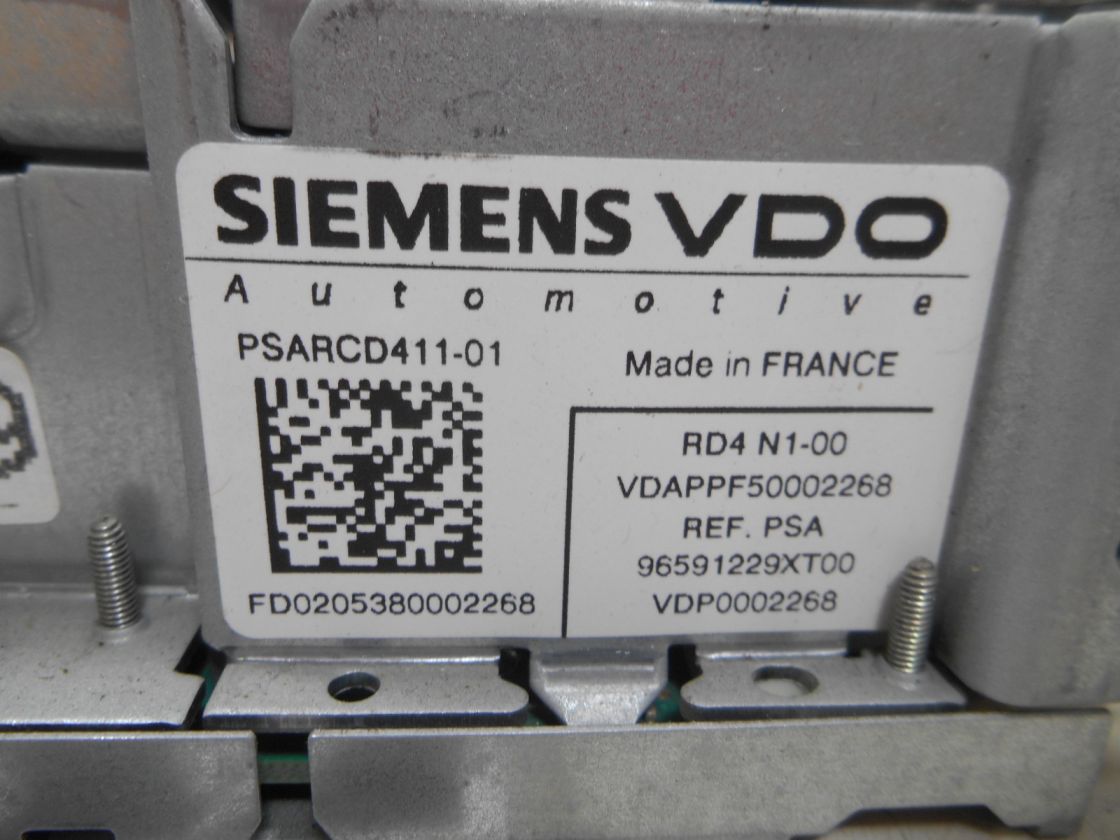 SIEMENS VDO
Automotive
PSARCD411-01
Made in FRANCE
RD4 N1-00
VDAPPF50002268
REF. PSA
96591229XT00
VDP0002268
FD0205380002268